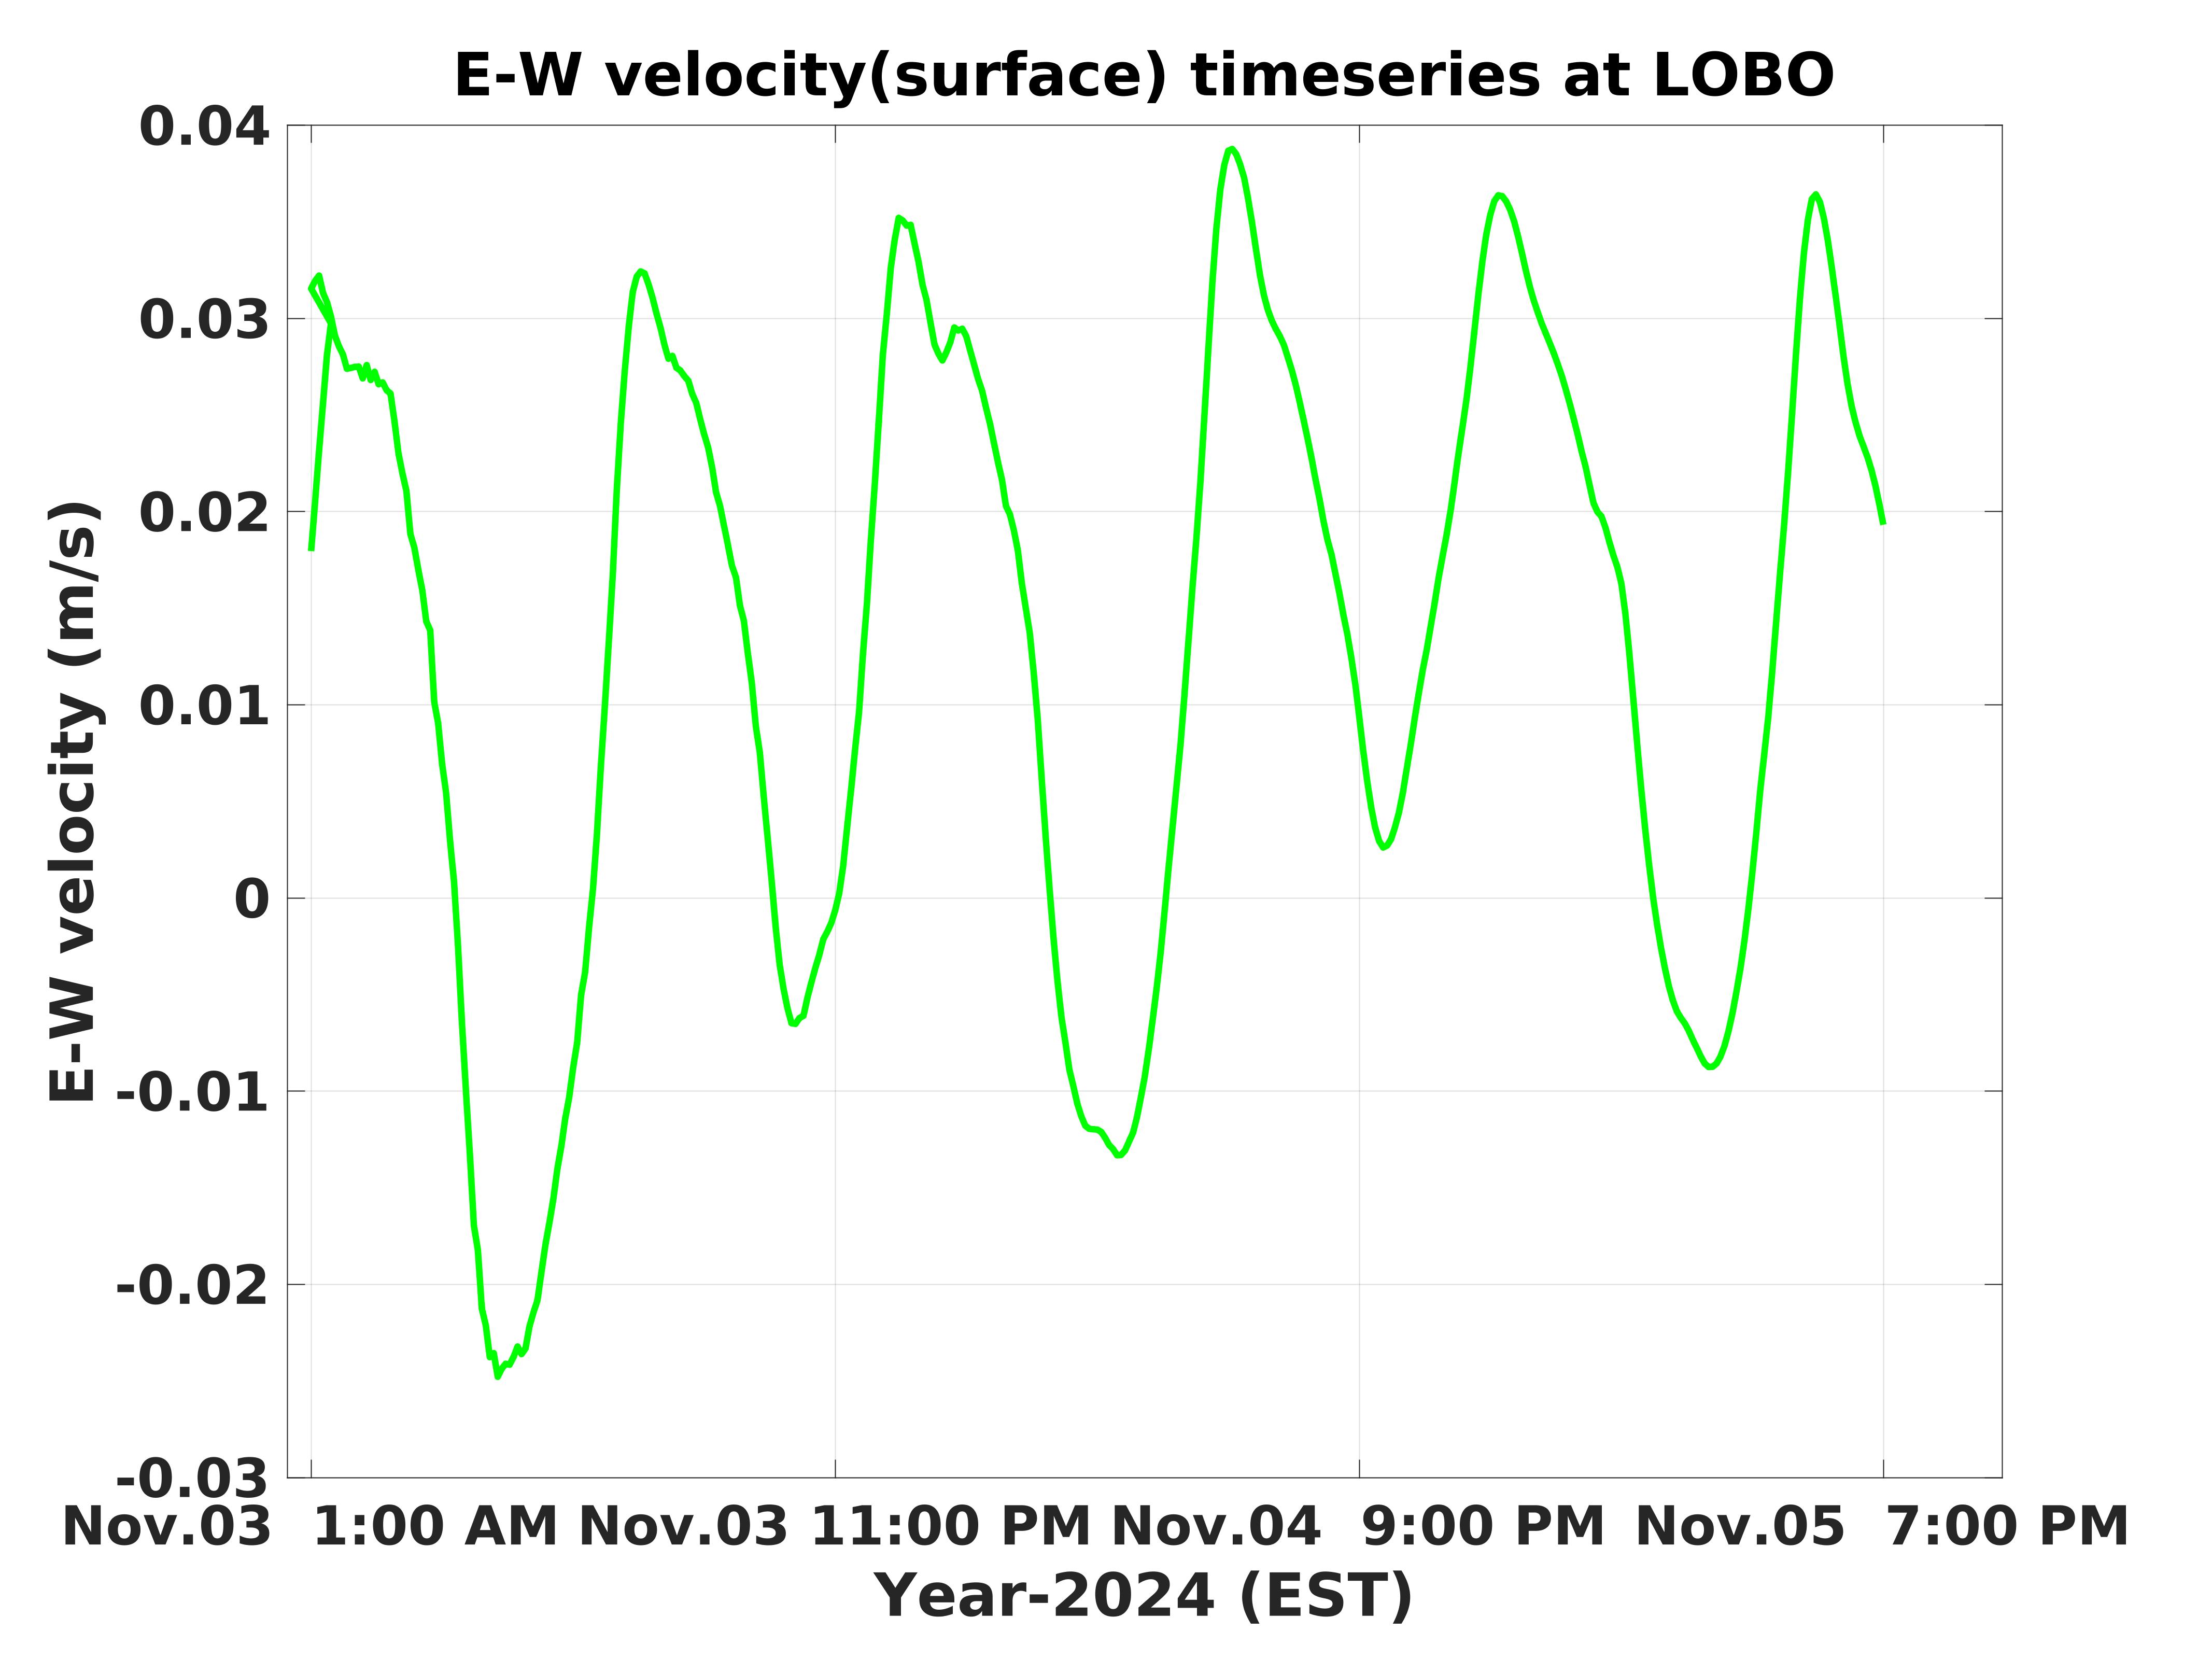 E-W velocity(surface) timeseries at LOBO
E-W velocity (m/s)
0.04
0.03
0.02
0.01
0
-0.01
-0.02
-0.03
Nov.03 1:00 AM Nov.03 11:00 PM Nov.04 9:00 PM Nov.05 7:00 PM
Year-2024 (EST)